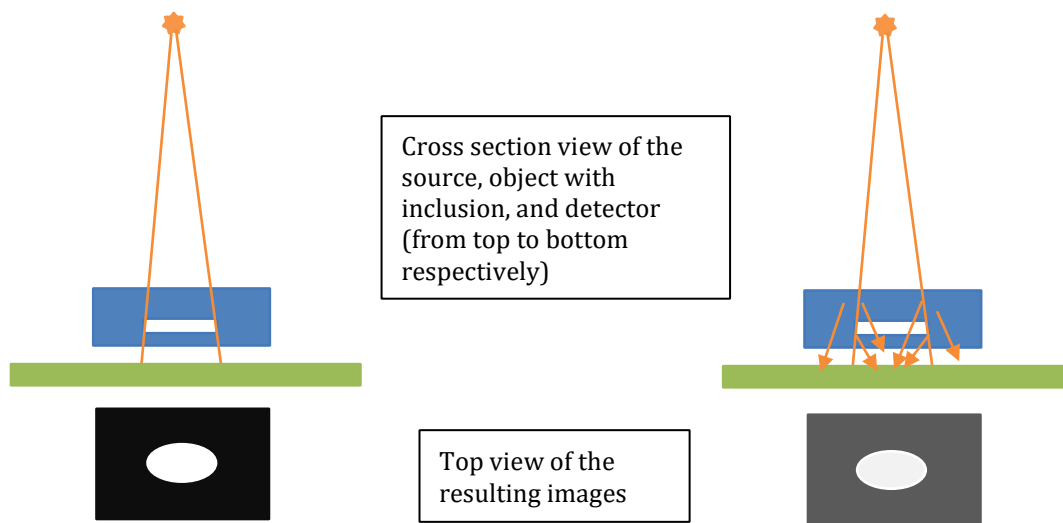 Cross section view of the
source, object with
inclusion, and detector
(from top to bottom
respectively)
Top view of the
resulting images